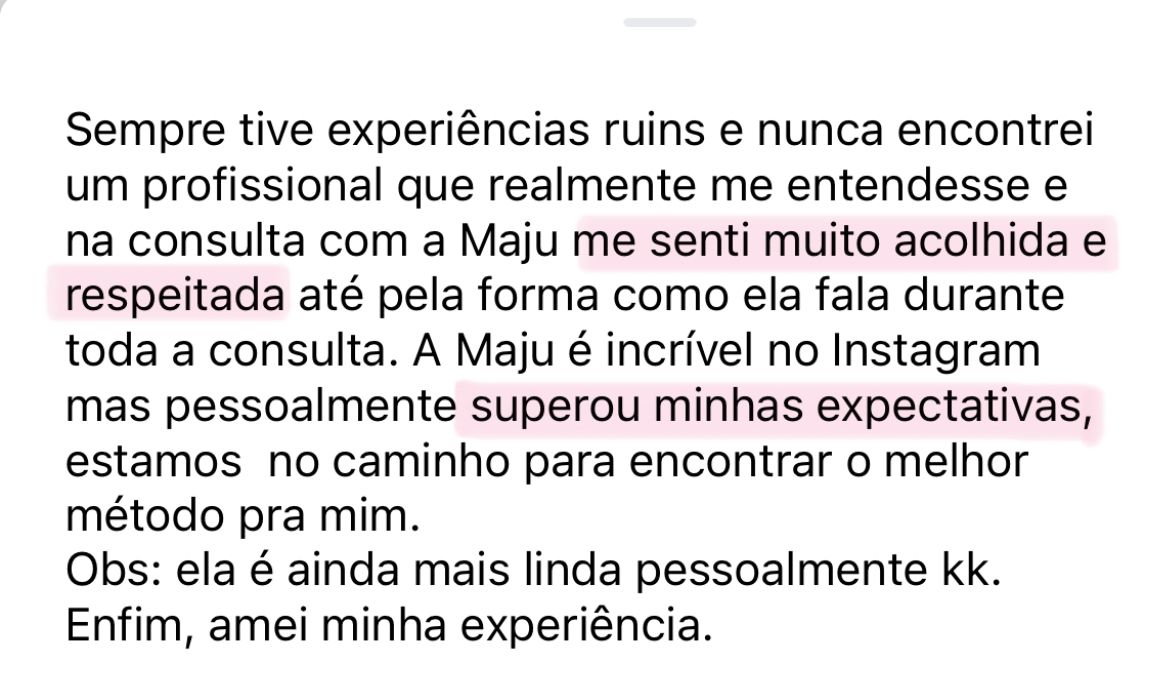 Sempre tive experiências ruins e nunca encontrei
um profissional que realmente me entendesse e
na consulta com a Maju me senti muito acolhida e
respeitada até pela forma como ela fala durante
toda a consulta. A Maju é incrível no Instagram
mas pessoalmente superou minhas expectativas,
estamos  no caminho para encontrar o melhor
método pra mim.
Obs: ela é ainda mais linda pessoalmente kk.
Enfim, amei minha experiência.